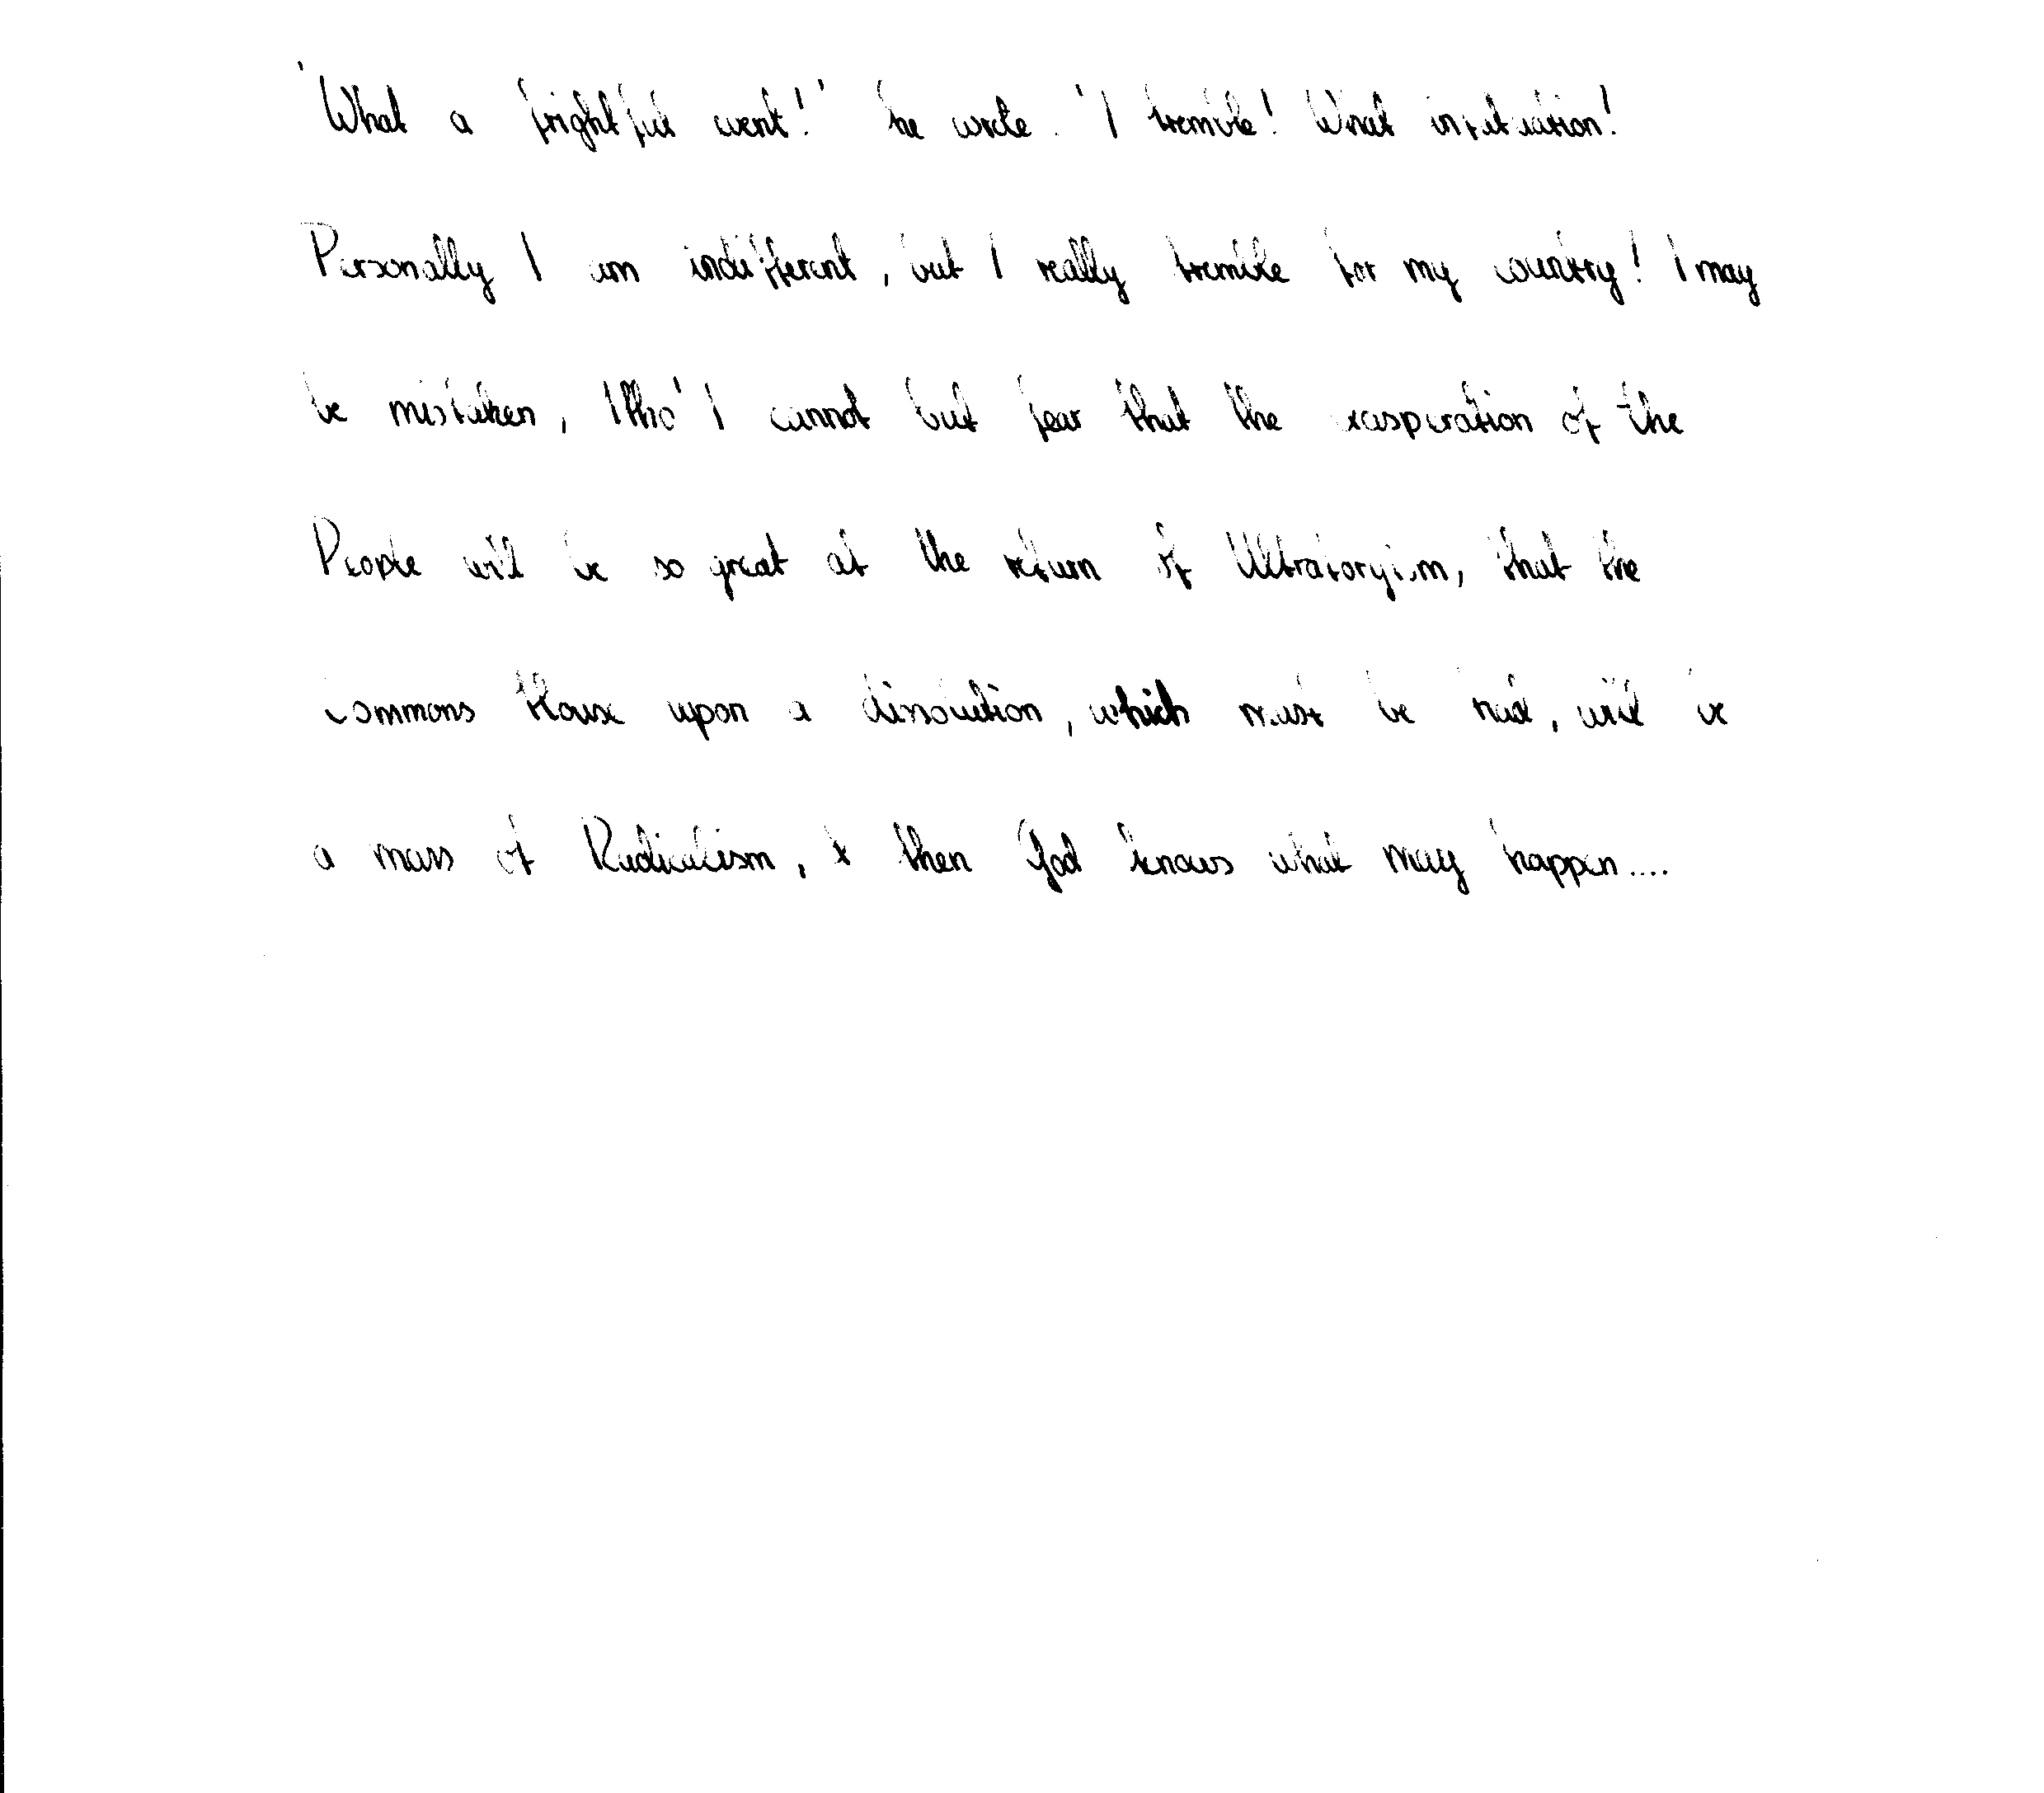 'What a frightful event!' he wrote. 'I tremble! What infatuation!
Personally I am indifferent, but I really tremble for my country! I may
be mistaken, tho' I cannot but fear that the exasperation of the
People will be so great at the return of Ultratoryism, that the
Commons House upon a dissolution, which must be had, will be
a mass of Radicalism, & then God knows what may happen....